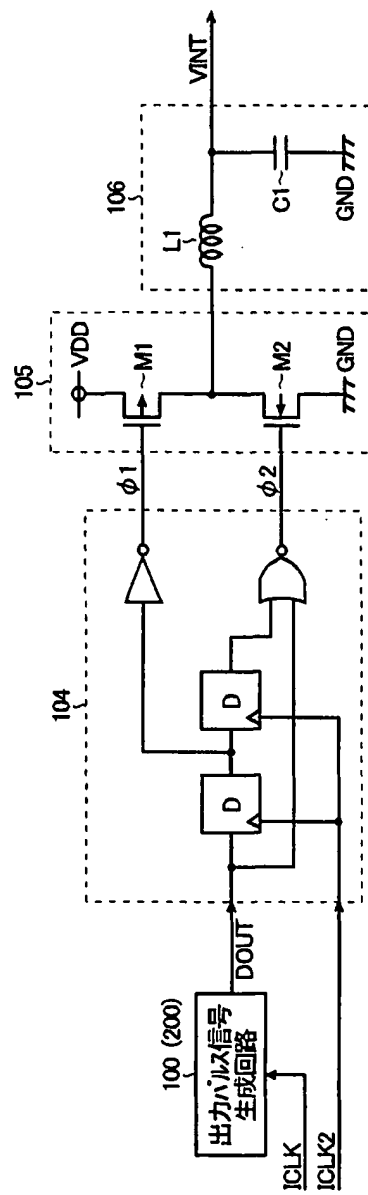 100 (200)
出力パルス信号
生成回路
ICLK
ICLK2
DOUT
104
D
D
φ1
φ2
105
VDD
M1
M2
GND
106
L1
C1
GND
VINT